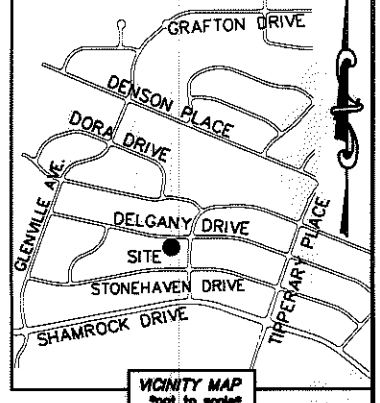 GRAFTON DRIVE
DENSON PLACE
DORA DRIVE
GLENVILLE AVE.
DELGANY DRIVE
SITE
TIPPERARY PLACE
STONEHAVEN DRIVE
SHAMROCK DRIVE
VICINITY MAP